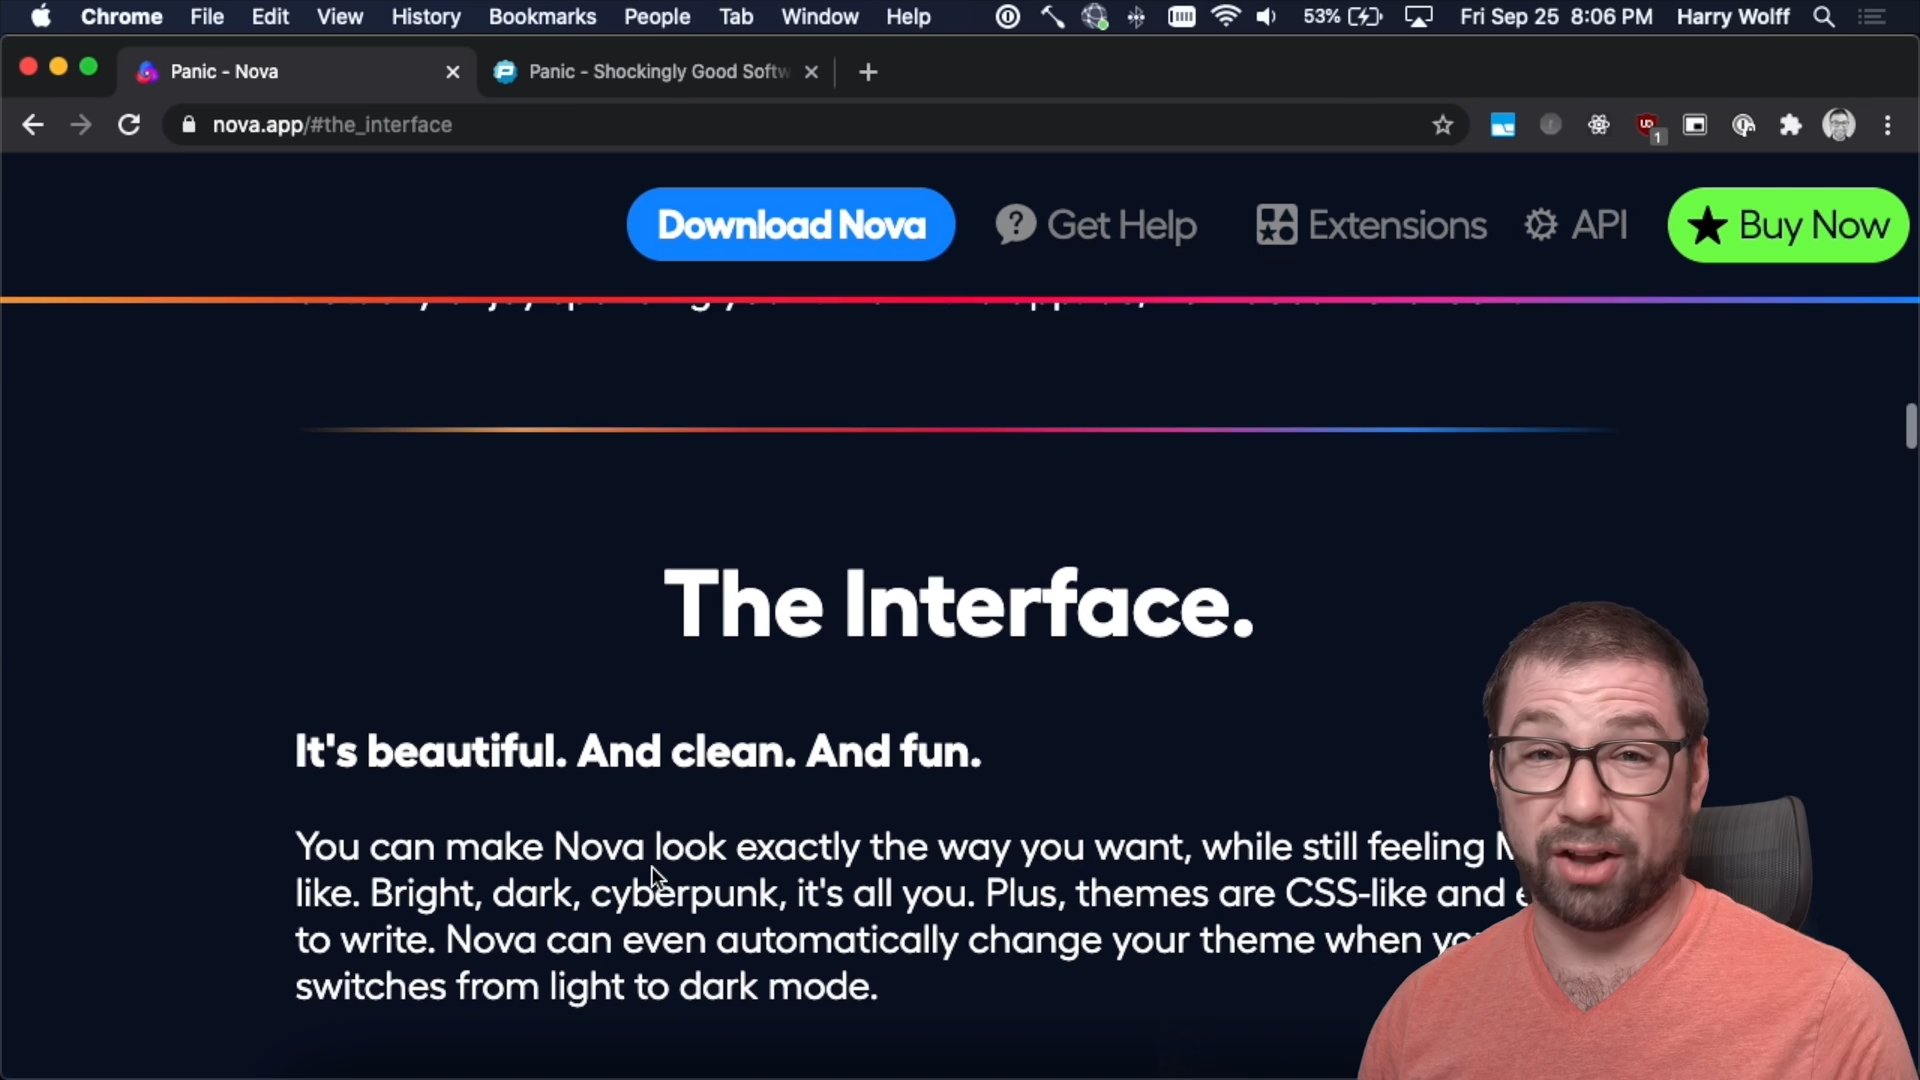 Chrome File Edit View History Bookmarks People Tab Window Help 53% Fri Sep 25 8:06 PM Harry Wolff
Panic - Nova Panic - Shockingly Good Softw
nova.app/#the_interface
1
Download Nova Get Help Extensions API Buy Now
The Interface.
It's beautiful. And clean. And fun.
You can make Nova look exactly the way you want, while still feeling
like. Bright, dark, cyberpunk, it's all you. Plus, themes are CSS-like and
to write. Nova can even automatically change your theme when
switches from light to dark mode.